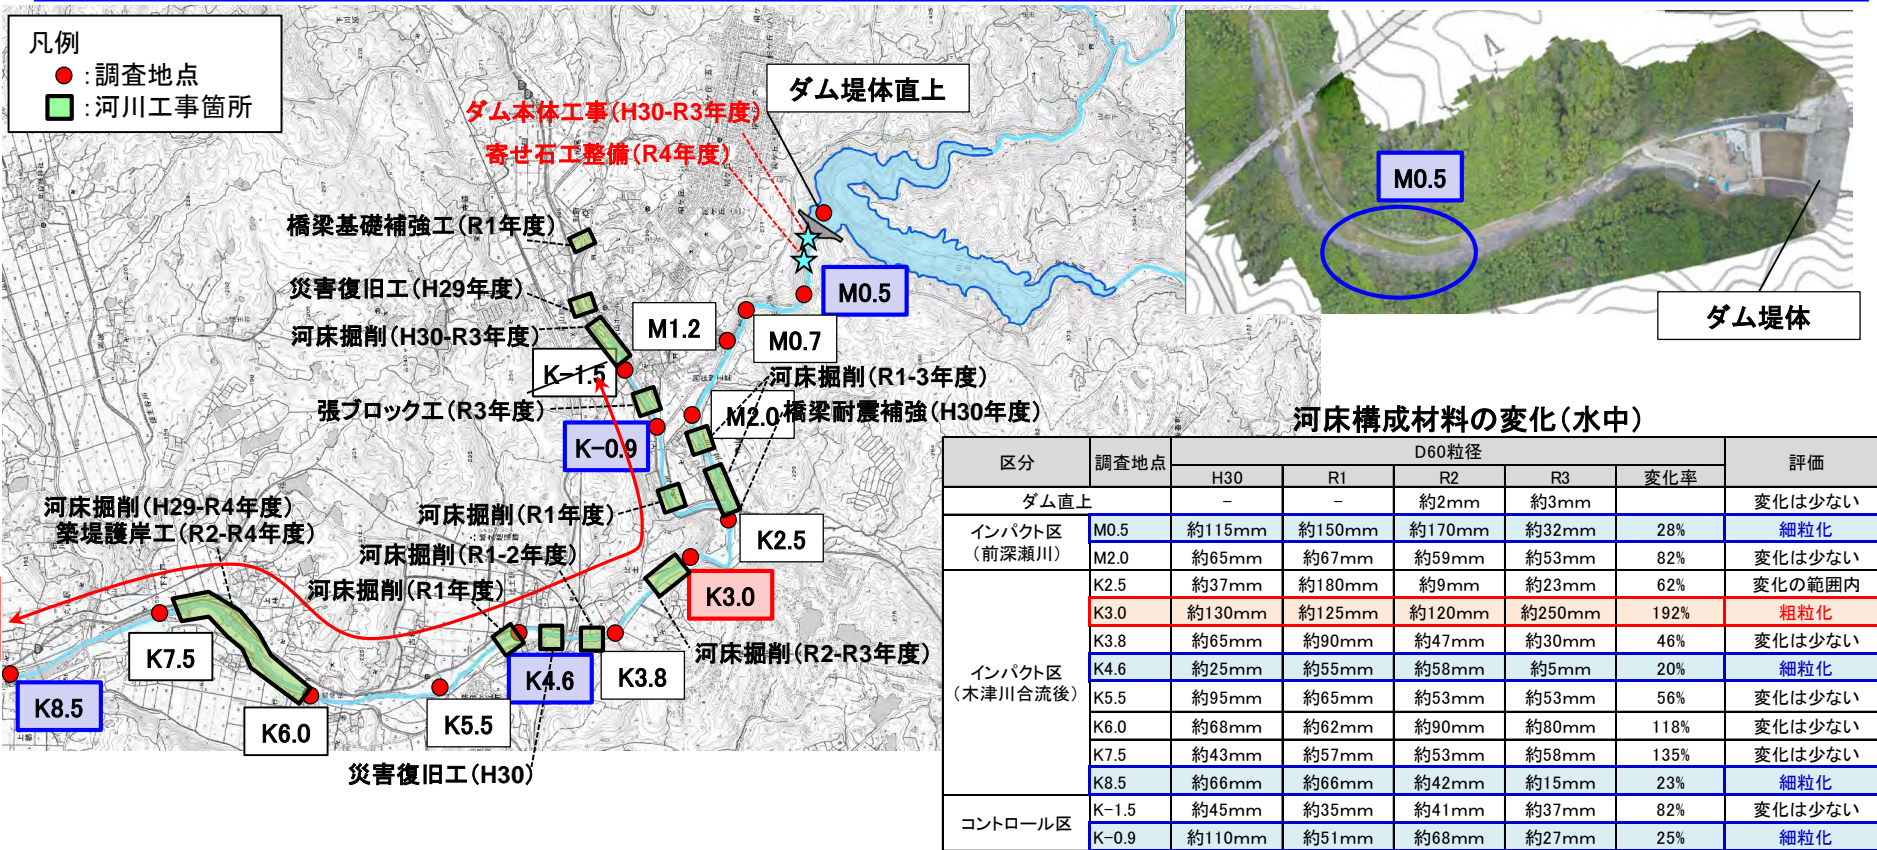 凡例
:調査地点
:河川工事箇所
ダム堤体直上
ダム本体工事(H30-R3年度)
寄せ石工整備(R4年度)
橋梁基礎補強工(R1年度)
災害復旧工(H29年度)
河床掘削(H30-R3年度)
M0.5
M1.2
M0.7
K-1.5
河床掘削(R1-3年度)
張ブロック工(R3年度)
M2.0
橋梁耐震補強(H30年度)
K-0.9
河床掘削(H29-R4年度)
築堤護岸工(R2-R4年度)
河床掘削(R1年度)
K2.5
河床掘削(R1-2年度)
河床掘削(R1年度)
K3.0
K7.5
河床掘削(R2-R3年度)
K4.6
K3.8
K8.5
K6.0
K5.5
災害復旧工(H30)
M0.5
ダム堤体
河床構成材料の変化(水中)
区分 調査地点 D60粒径 評価
H30 R1 R2 R3 変化率
ダム直上 - - 約2mm 約3mm 変化は少ない
インパクト区
(前深瀬川)
M0.5 約115mm 約150mm 約170mm 約32mm 28% 細粒化
M2.0 約65mm 約67mm 約59mm 約53mm 82% 変化は少ない
インパクト区
(木津川合流後)
K2.5 約37mm 約180mm 約9mm 約23mm 62% 変化の範囲内
K3.0 約130mm 約125mm 約120mm 約250mm 192% 粗粒化
K3.8 約65mm 約90mm 約47mm 約30mm 46% 変化は少ない
K4.6 約25mm 約55mm 約58mm 約5mm 20% 細粒化
K5.5 約95mm 約65mm 約53mm 約53mm 56% 変化は少ない
K6.0 約68mm 約62mm 約90mm 約80mm 118% 変化は少ない
K7.5 約43mm 約57mm 約53mm 約58mm 135% 変化は少ない
K8.5 約66mm 約66mm 約42mm 約15mm 23% 細粒化
コントロール区
K-1.5 約45mm 約35mm 約41mm 約37mm 82% 変化は少ない
K-0.9 約110mm 約51mm 約68mm 約27mm 25% 細粒化